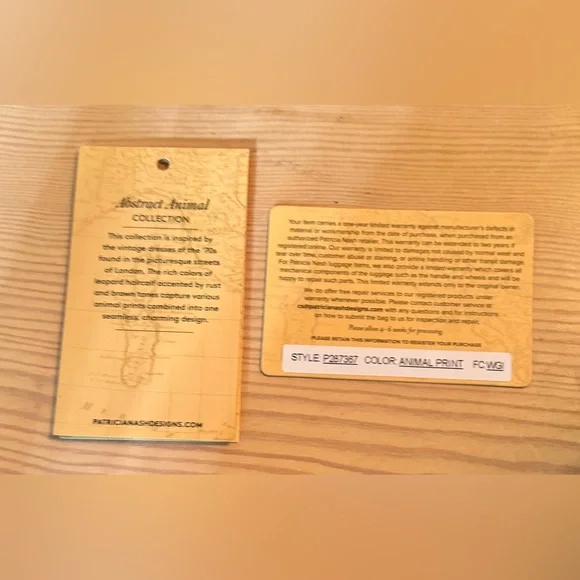 Abstract Animal
COLLECTION
This collection is inspired by
the vintage dresses of the '70s
found in the picturesque streets
of London. The rich colors of
leopard haircalf accented by rust
and brown tones capture various
animal prints combined into one
seamless, charming design.
PATRICIANASHDESIGNS.COM
Your item carries a one-year limited warranty against manufacturer's defects in
material or workmanship from the date of purchase, when purchased from an
authorized Patricia Nash retailer. This warranty can be extended to two years if
registered online. Our warranty is limited to damages not caused by normal wear and
tear over time, customer abuse or staining, or airline handling or other transit damage.
For Patricia Nash luggage items, we also provide a limited warranty which covers all
mechanical components of the luggage such as the handle and wheels and will be
happy to repair such parts. This limited warranty extends only to the original owner.
We do offer free repair services to our registered products under
warranty whenever possible. Please contact customer service at
cs@patricianashdesigns.com with any questions and for instructions
on how to submit the bag to us for inspection and repair.
Please allow 4-6 weeks for processing.
PLEASE RETAIN THIS INFORMATION TO REGISTER YOUR PURCHASE
STYLE: P287367 COLOR: ANIMAL PRINT FC:WGI